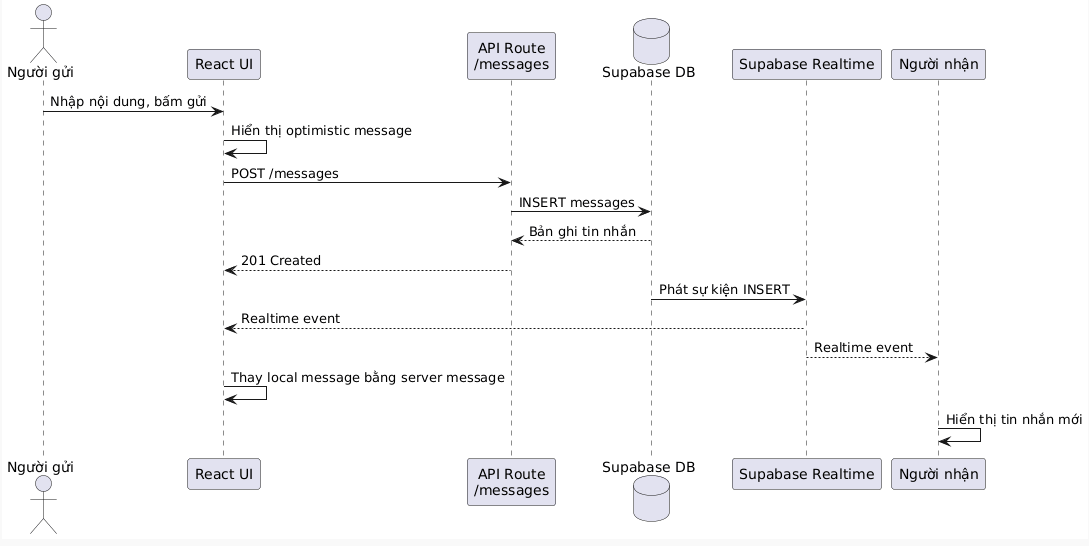 Người gửi
React UI
API Route
/messages
Supabase DB
Supabase Realtime
Người nhận
Nhập nội dung, bấm gửi
Hiển thị optimistic message
POST /messages
INSERT messages
Bản ghi tin nhắn
201 Created
Phát sự kiện INSERT
Realtime event
Realtime event
Thay local message bằng server message
Hiển thị tin nhắn mới
Người gửi
React UI
API Route
/messages
Supabase DB
Supabase Realtime
Người nhận